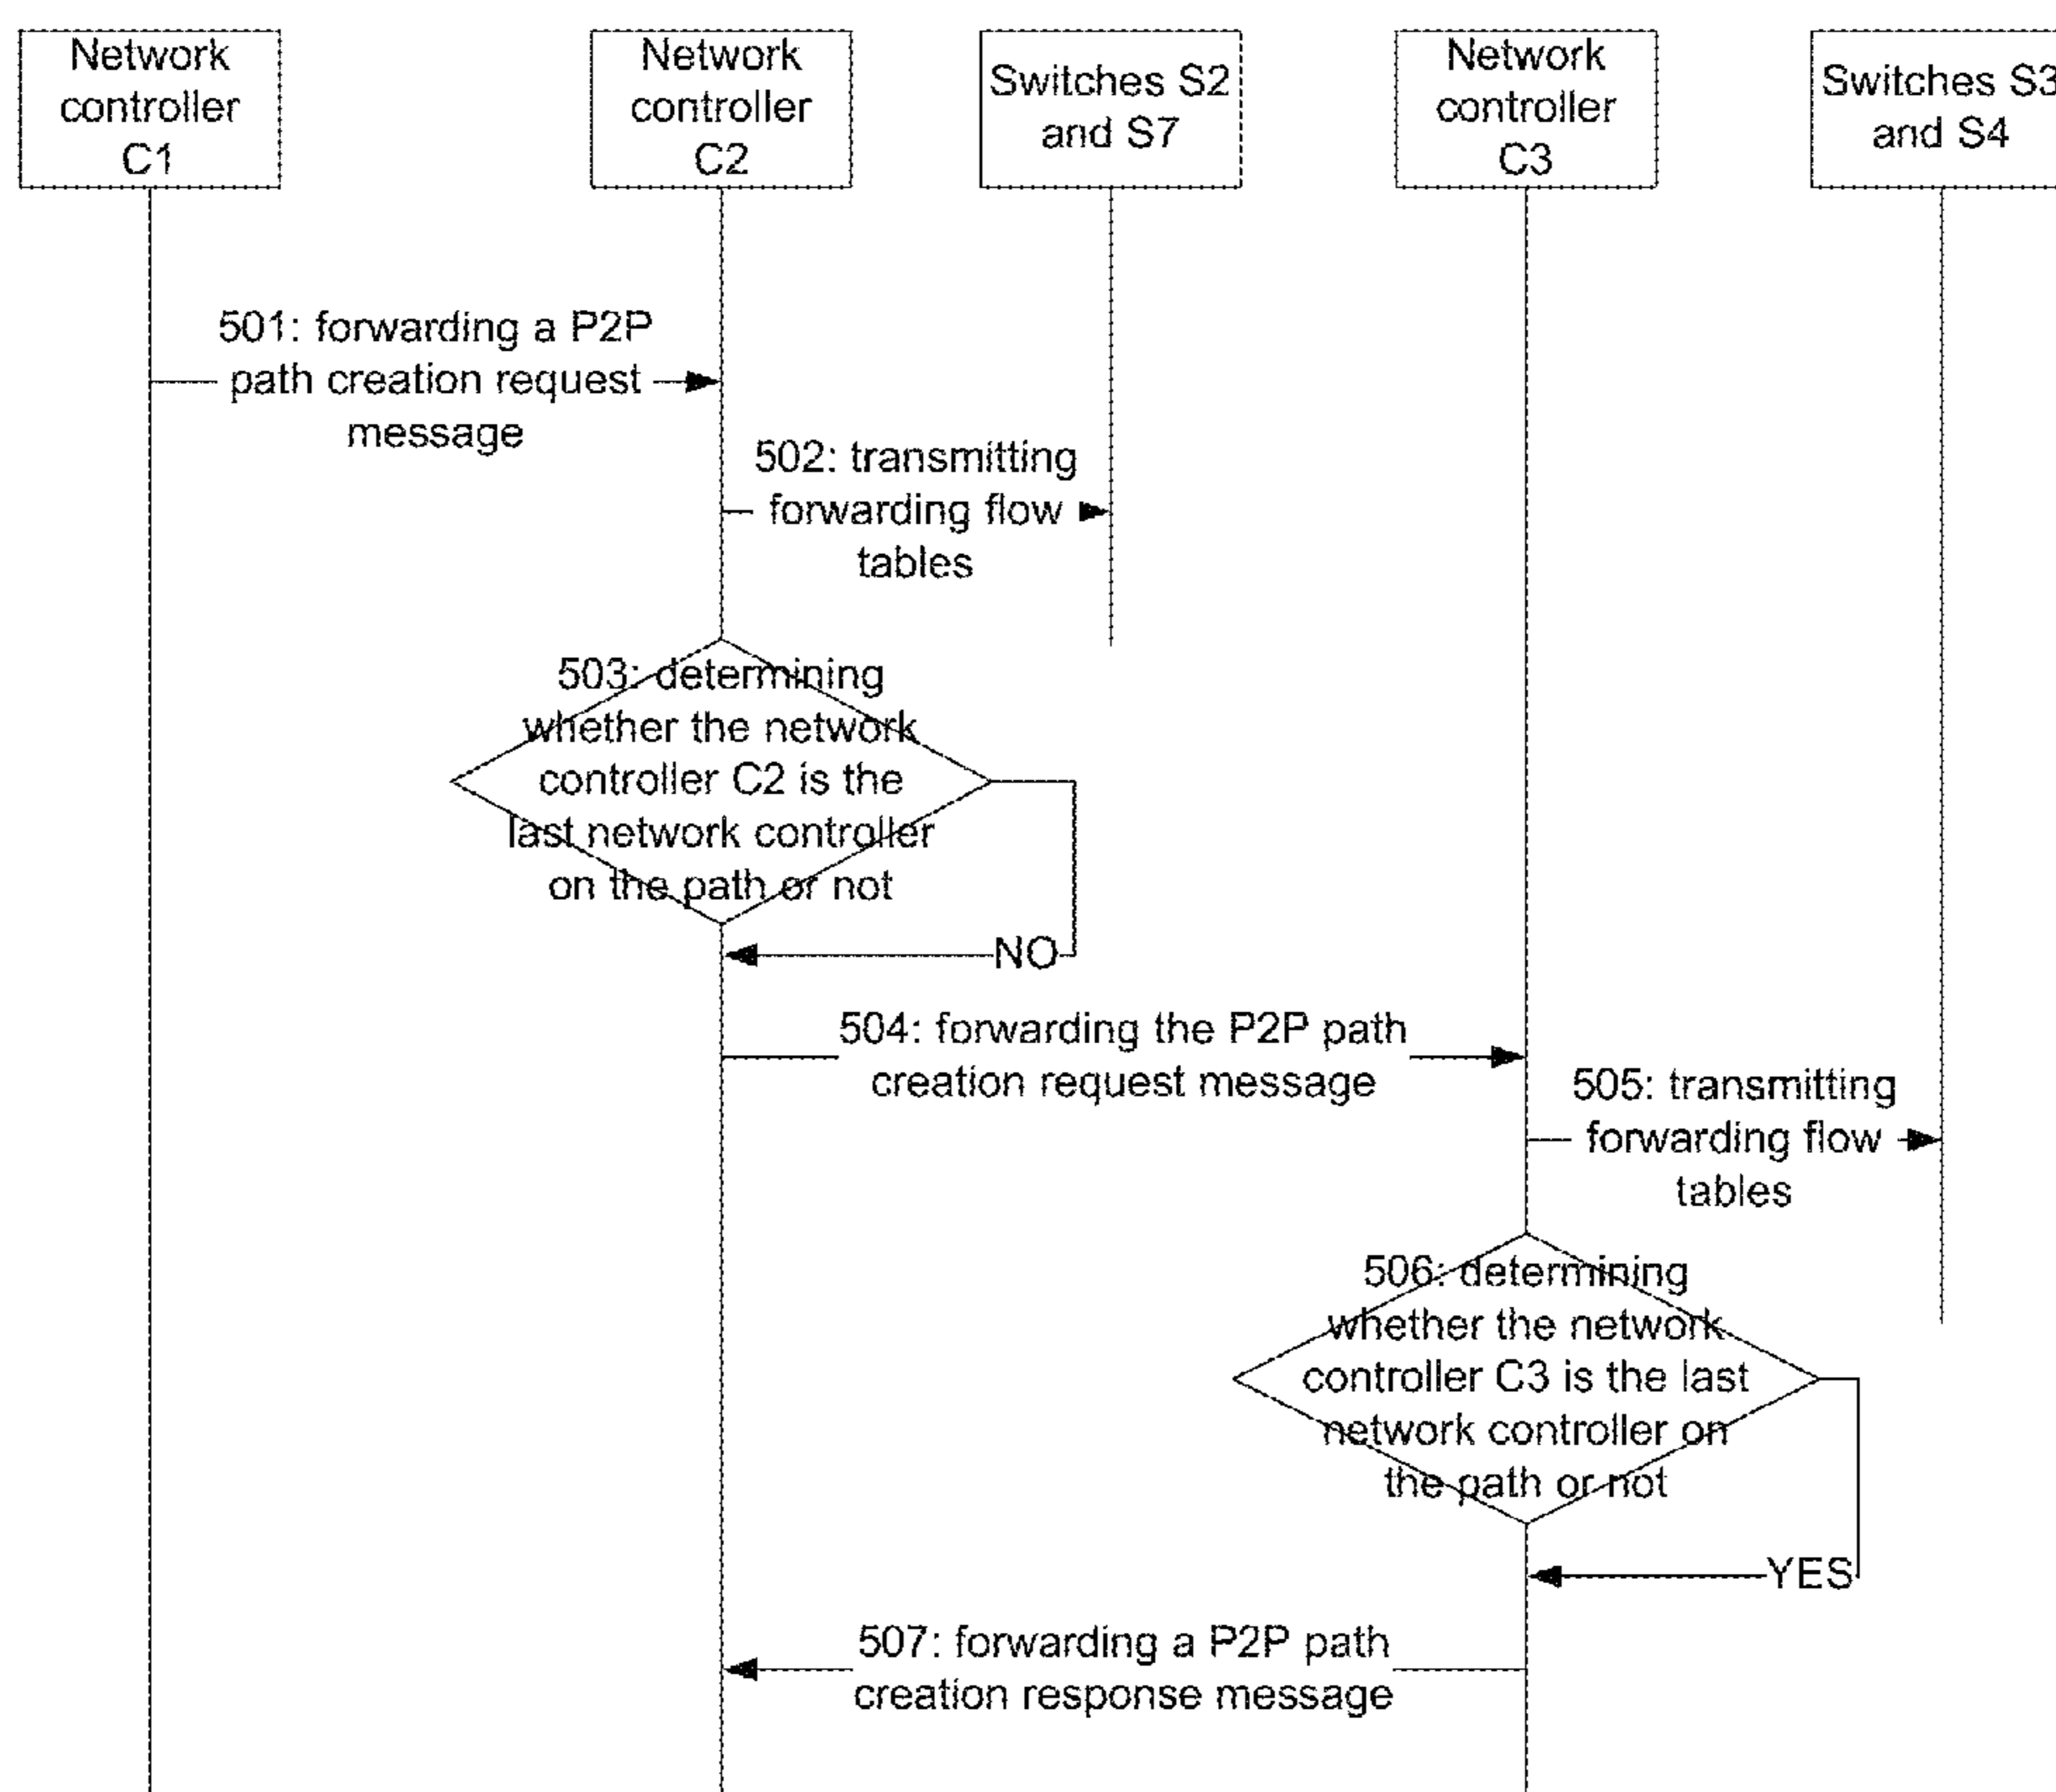 Network
controller
C1
Network
controller
C2
Switches S2
and S7
Network
controller
C3
Switches S3
and S4
501: forwarding a P2P
path creation request
message
502: transmitting
forwarding flow
tables
503: determining
whether the network
controller C2 is the
last network controller
on the path or not
NO
504: forwarding the P2P path
creation request message
505: transmitting
forwarding flow
tables
506: determining
whether the network
controller C3 is the last
network controller on
the path or not
YES
507: forwarding a P2P path
creation response message